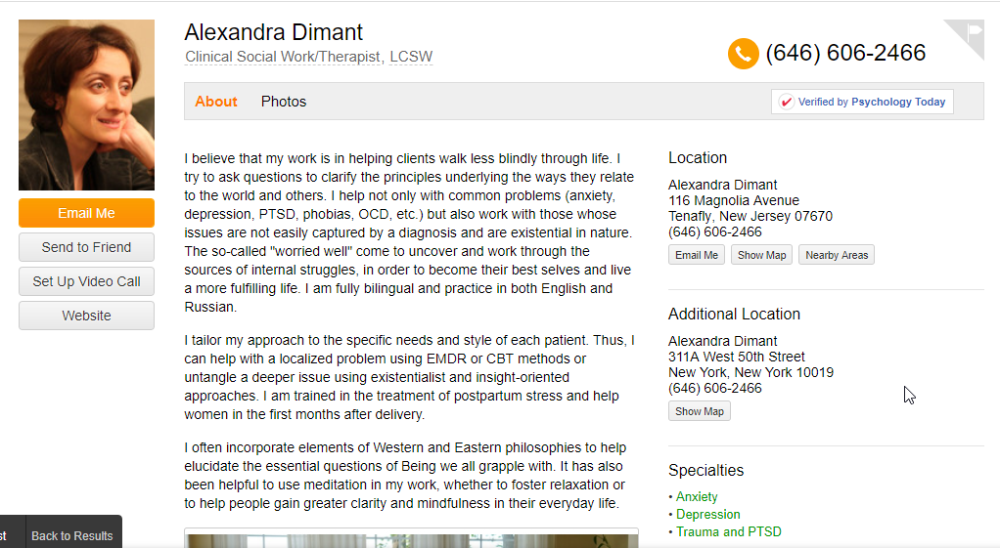 Alexandra Dimant
Clinical Social Work/Therapist, LCSW
(646) 606-2466
About Photos
✔ Verified by Psychology Today
Email Me
Send to Friend
Set Up Video Call
Website
I believe that my work is in helping clients walk less blindly through life. I
try to ask questions to clarify the principles underlying the ways they relate
to the world and others. I help not only with common problems (anxiety,
depression, PTSD, phobias, OCD, etc.) but also work with those whose
issues are not easily captured by a diagnosis and are existential in nature.
The so-called "worried well" come to uncover and work through the
sources of internal struggles, in order to become their best selves and live
a more fulfilling life. I am fully bilingual and practice in both English and
Russian.
I tailor my approach to the specific needs and style of each patient. Thus, I
can help with a localized problem using EMDR or CBT methods or
untangle a deeper issue using existentialist and insight-oriented
approaches. I am trained in the treatment of postpartum stress and help
women in the first months after delivery.
I often incorporate elements of Western and Eastern philosophies to help
elucidate the essential questions of Being we all grapple with. It has also
been helpful to use meditation in my work, whether to foster relaxation or
to help people gain greater clarity and mindfulness in their everyday life.
Location
Alexandra Dimant
116 Magnolia Avenue
Tenafly, New Jersey 07670
(646) 606-2466
Email Me Show Map Nearby Areas
Additional Location
Alexandra Dimant
311A West 50th Street
New York, New York 10019
(646) 606-2466
Show Map
Specialties
• Anxiety
• Depression
• Trauma and PTSD
st Back to Results